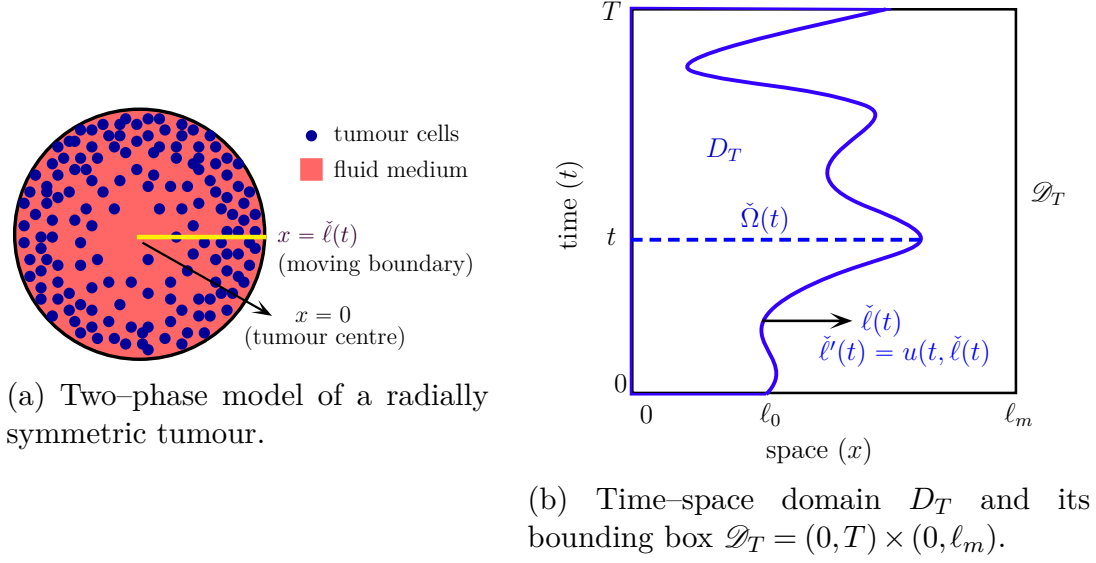 tumour cells
fluid medium
x = ℓ̌(t)
(moving boundary)
x = 0
(tumour centre)
(a) Two–phase model of a radially
symmetric tumour.
T
D_T
𝒟_T
time (t)
Ω̌(t)
t
ℓ̌(t)
ℓ̌′(t) = u(t, ℓ̌(t)
0
0
ℓ_0
ℓ_m
space (x)
(b) Time–space domain D_T and its
bounding box 𝒟_T = (0, T) × (0, ℓ_m).